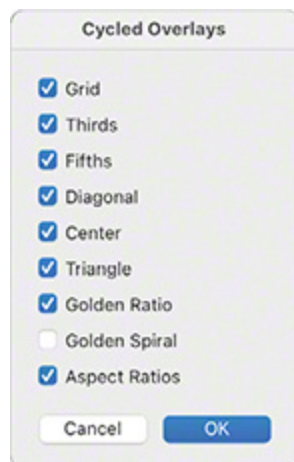 Cycled Overlays
Grid
Thirds
Fifths
Diagonal
Center
Triangle
Golden Ratio
Golden Spiral
Aspect Ratios
Cancel OK